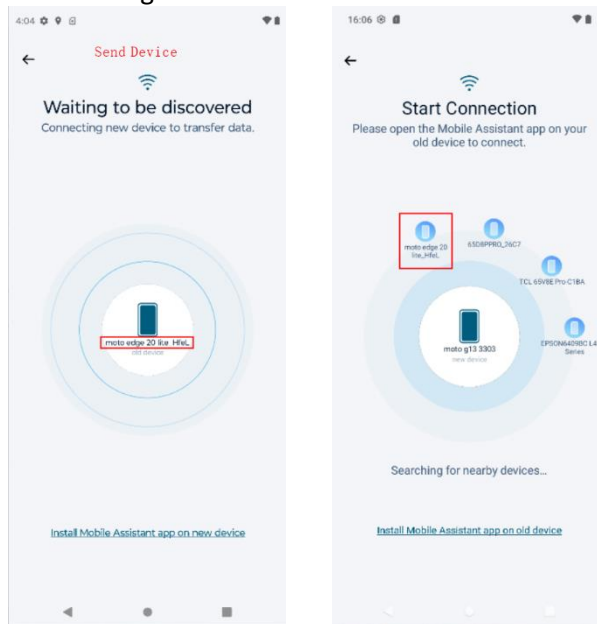 4:04
Send Device
Waiting to be discovered
Connecting new device to transfer data.
moto edge 20 lite_HfeL
old device
Install Mobile Assistant app on new device
16:06
Start Connection
Please open the Mobile Assistant app on your
old device to connect.
moto edge 20
lite_HfeL
TCL 65V8E Pro C1BA
Series
moto g13 3303
new device
Searching for nearby devices...
Install Mobile Assistant app on old device